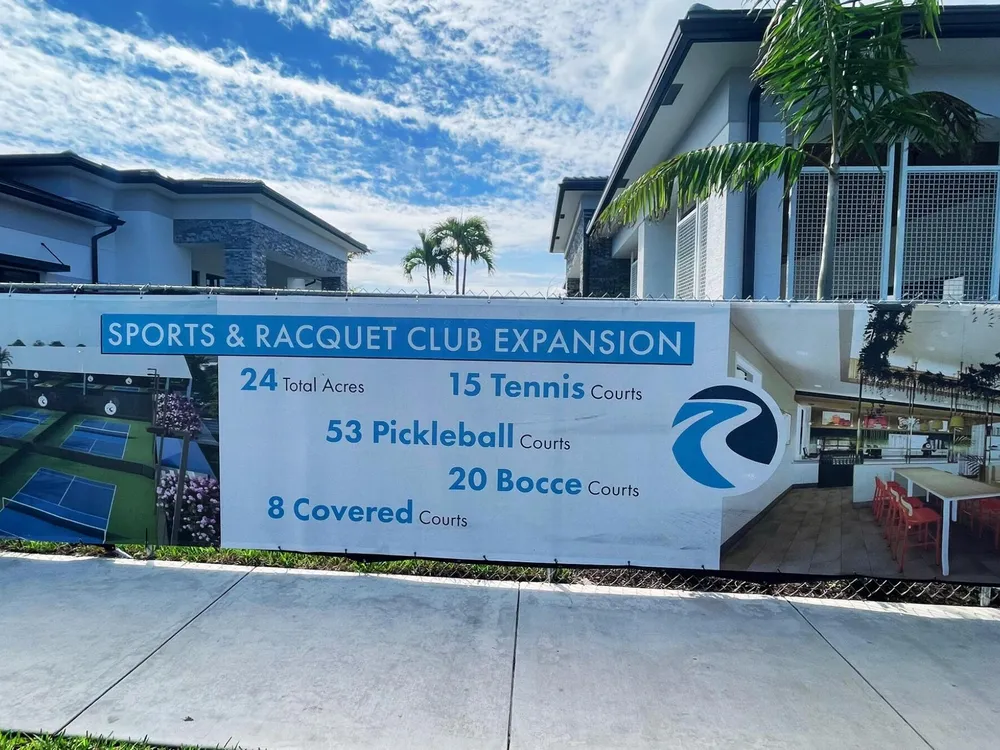 SPORTS & RACQUET CLUB EXPANSION
24 Total Acres
15 Tennis Courts
53 Pickleball Courts
20 Bocce Courts
8 Covered Courts